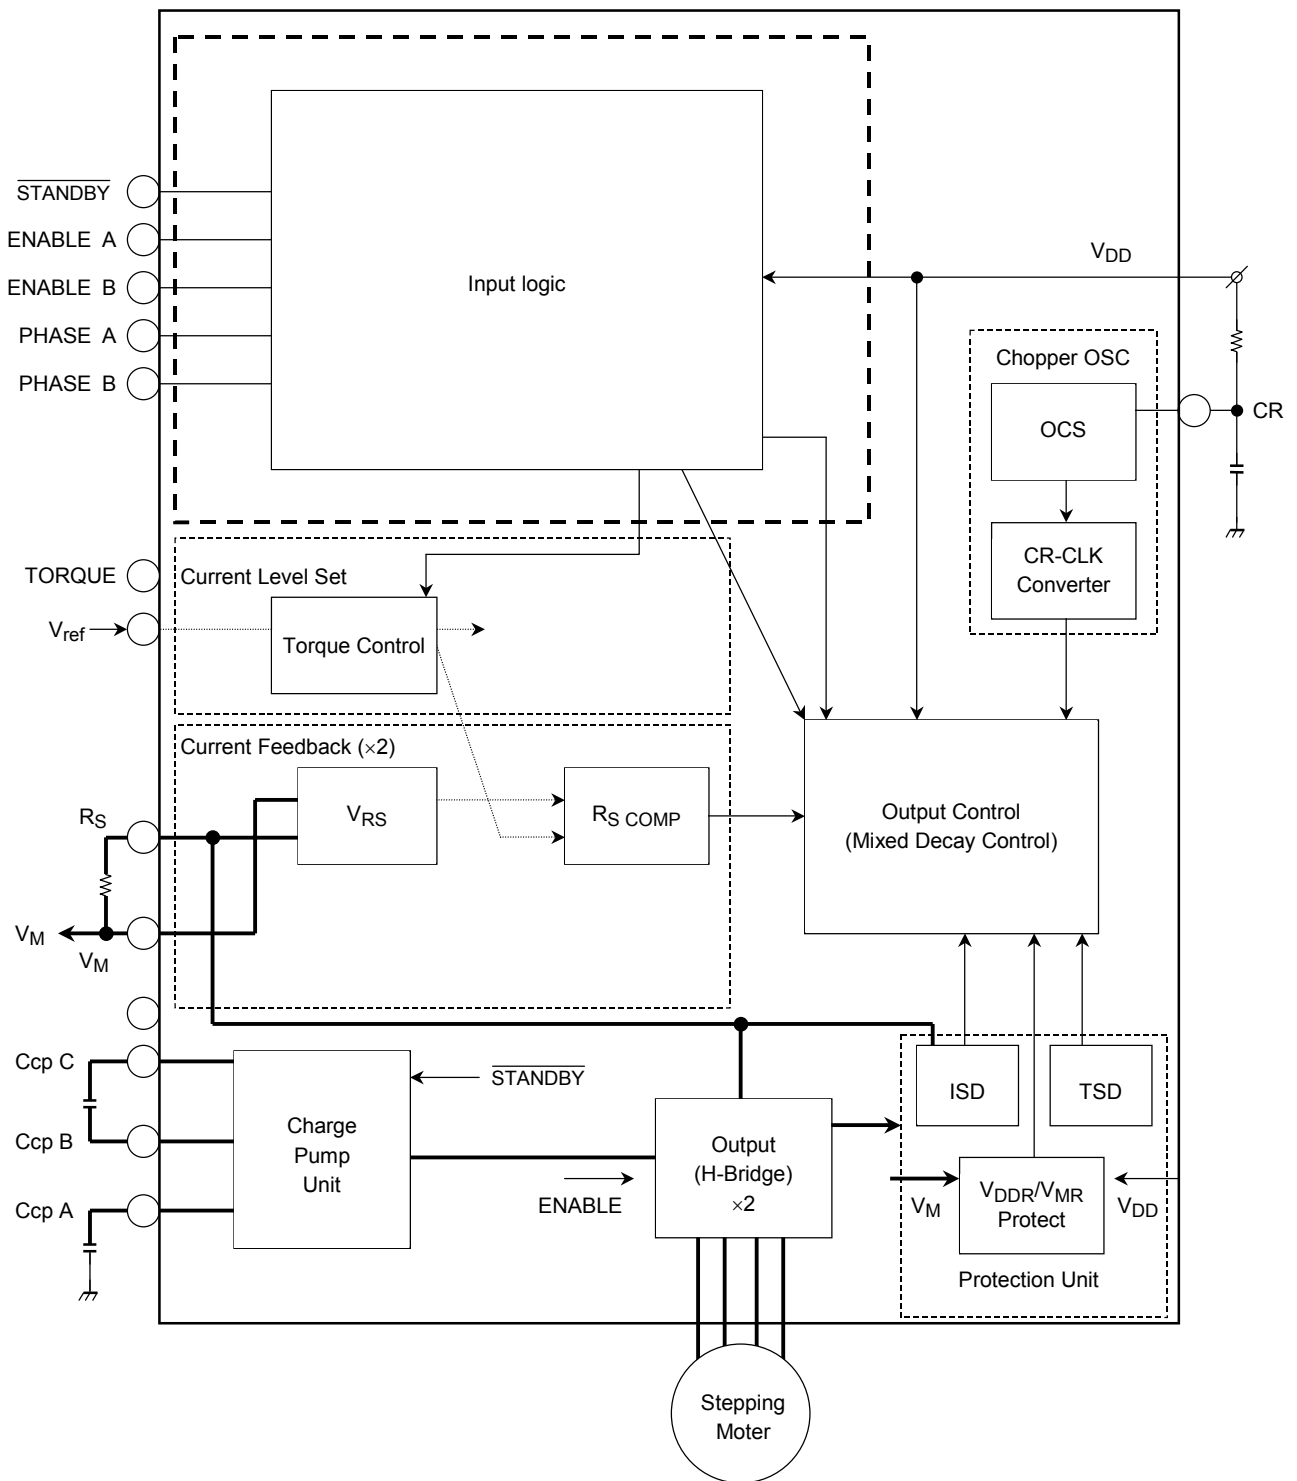 STANDBY
ENABLE A
ENABLE B
PHASE A
PHASE B
Input logic
VDD
Chopper OSC
OCS
CR
CR-CLK
Converter
TORQUE
Vref
Current Level Set
Torque Control
Current Feedback (×2)
RS
VRS
RS COMP
Output Control
(Mixed Decay Control)
VM
VM
Ccp C
Ccp B
Ccp A
Charge
Pump
Unit
STANDBY
ENABLE
Output
(H-Bridge)
×2
ISD
TSD
VM
VDDR/VMR
Protect
VDD
Protection Unit
Stepping
Moter